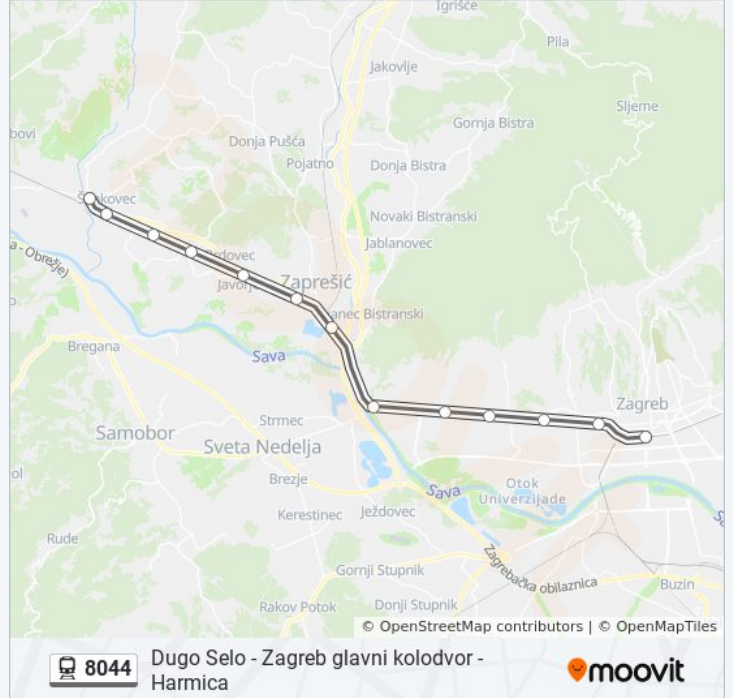 Igrišće
Pila
Jakovlje
Sljeme
Gornja Bistra
Donja Pušća
Pojatno
Donja Bistra
Novaki Bistranski
Jablanovec
a - Obrežje)
Zaprešić
Bregana
Sava
Strmec
Zagreb
Samobor
Sveta Nedelja
Brezje
Otok
Univerzijade
Sava
Kerestinec
Ježdovec
Rude
Zagrebačka obilaznica
Gornji Stupnik
Buzin
Rakov Potok
Donji Stupnik
© OpenStreetMap contributors | © OpenMapTiles
8044
Dugo Selo - Zagreb glavni kolodvor -
Harmica
moovit